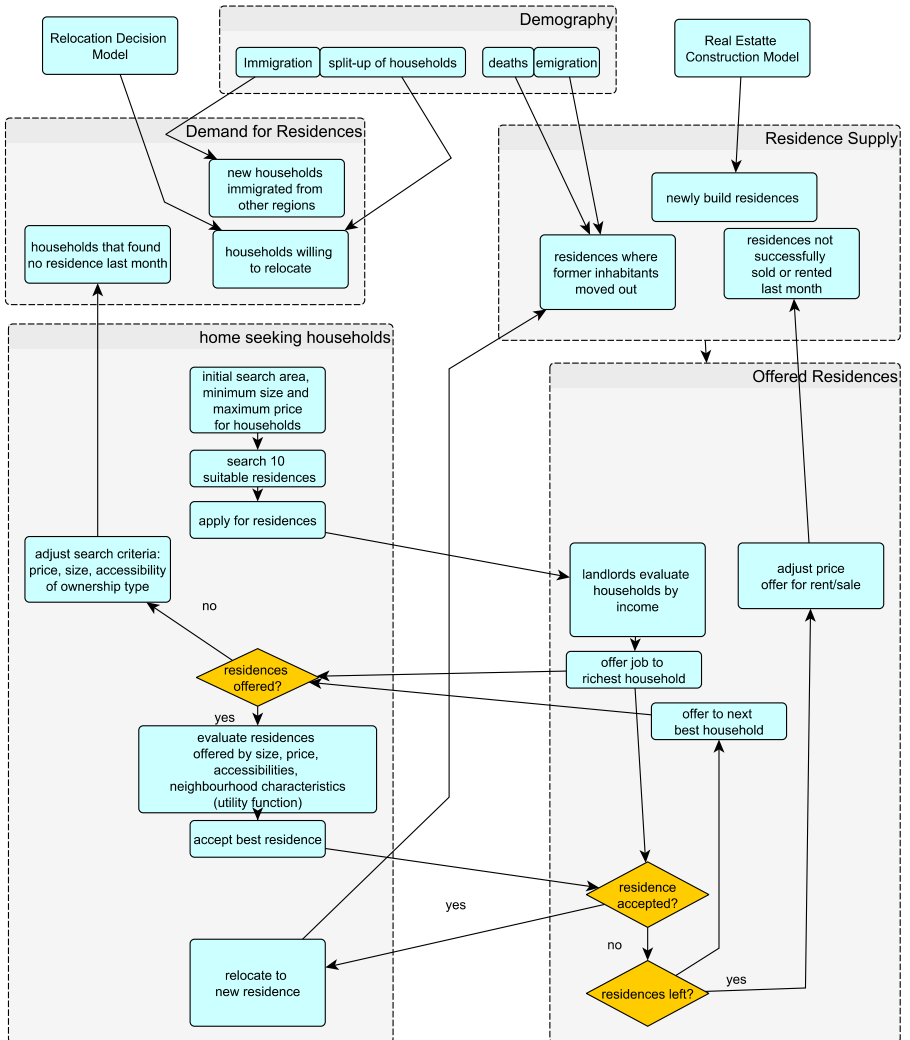 Demography
Relocation Decision
Model
Immigration
split-up of households
deaths
emigration
Real Estatte
Construction Model
Demand for Residences
new households
immigrated from
other regions
households that found
no residence last month
households willing
to relocate
Residence Supply
newly build residences
residences where
former inhabitants
moved out
residences not
successfully
sold or rented
last month
home seeking households
initial search area,
minimum size and
maximum price
for households
search 10
suitable residences
apply for residences
adjust search criteria:
price, size, accessibility
of ownership type
no
residences
offered?
yes
evaluate residences
offered by size, price,
accessibilities,
neighbourhood characteristics
(utility function)
accept best residence
relocate to
new residence
yes
Offered Residences
landlords evaluate
households by
income
adjust price
offer for rent/sale
offer job to
richest household
offer to next
best household
residence
accepted?
no
residences left?
yes